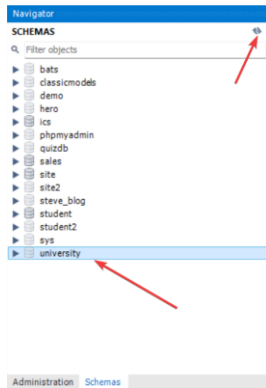 Navigator
SCHEMAS
Filter objects
bats
classicmodels
demo
hero
ics
phpmyadmin
quizdb
sales
site
site2
steve_blog
student
student2
sys
university
Administration Schemas